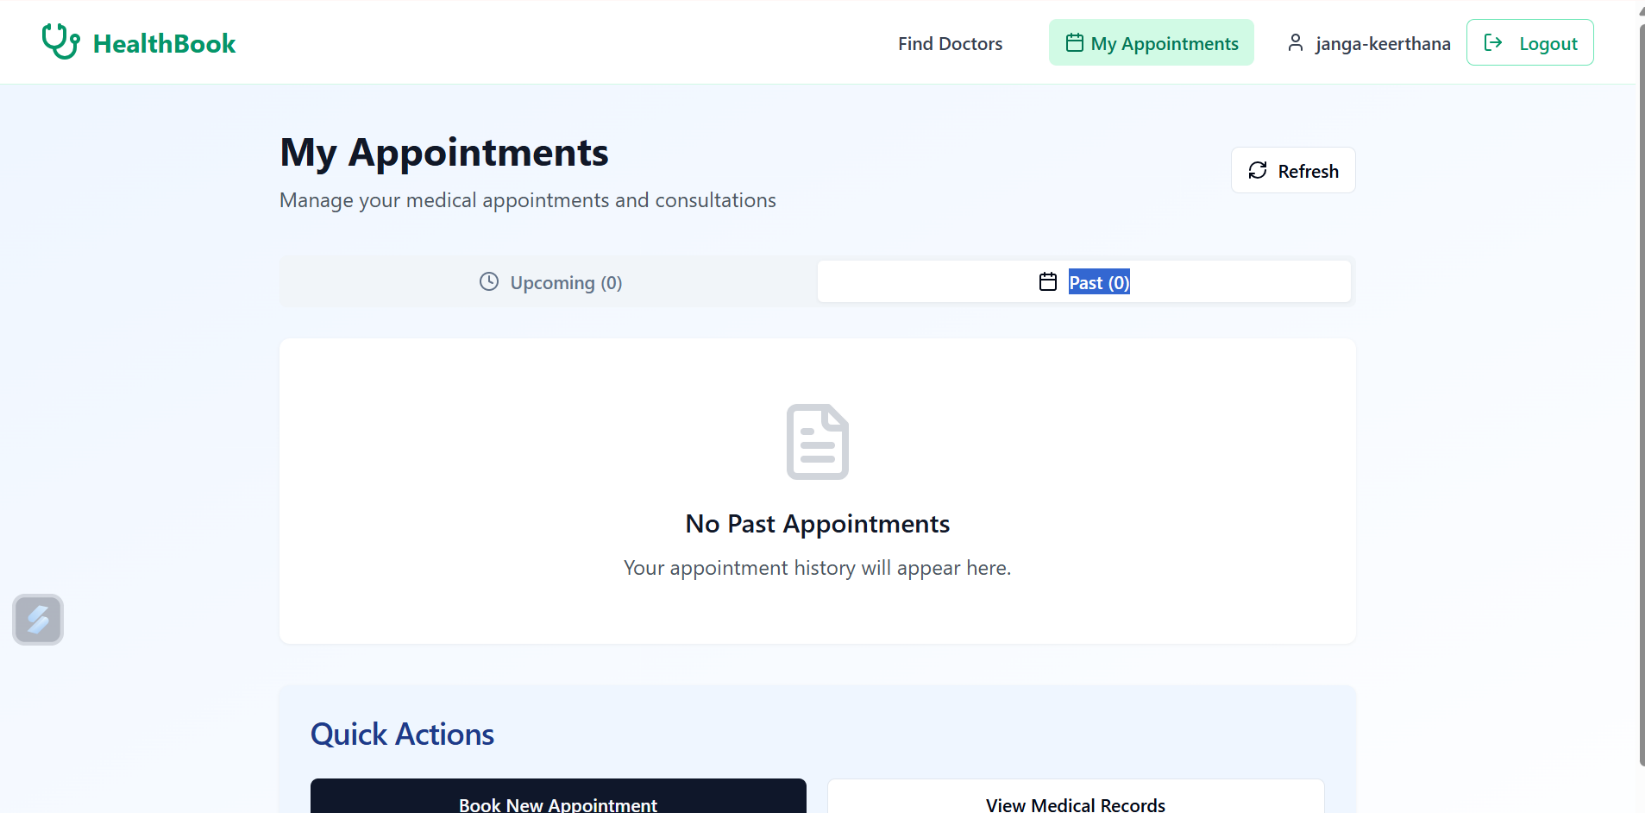 HealthBook
Find Doctors
My Appointments
janga-keerthana
Logout
My Appointments
Manage your medical appointments and consultations
Refresh
Upcoming (0)
Past (0)
No Past Appointments
Your appointment history will appear here.
Quick Actions
Book New Appointment
View Medical Records